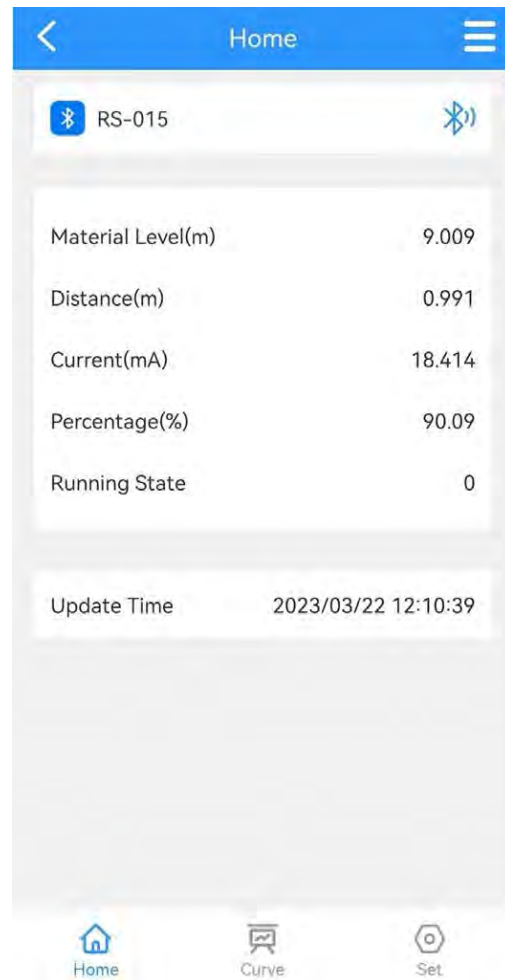 Home
RS-015
Material Level(m) 9.009
Distance(m) 0.991
Current(mA) 18.414
Percentage(%) 90.09
Running State 0
Update Time 2023/03/22 12:10:39
Home Curve Set